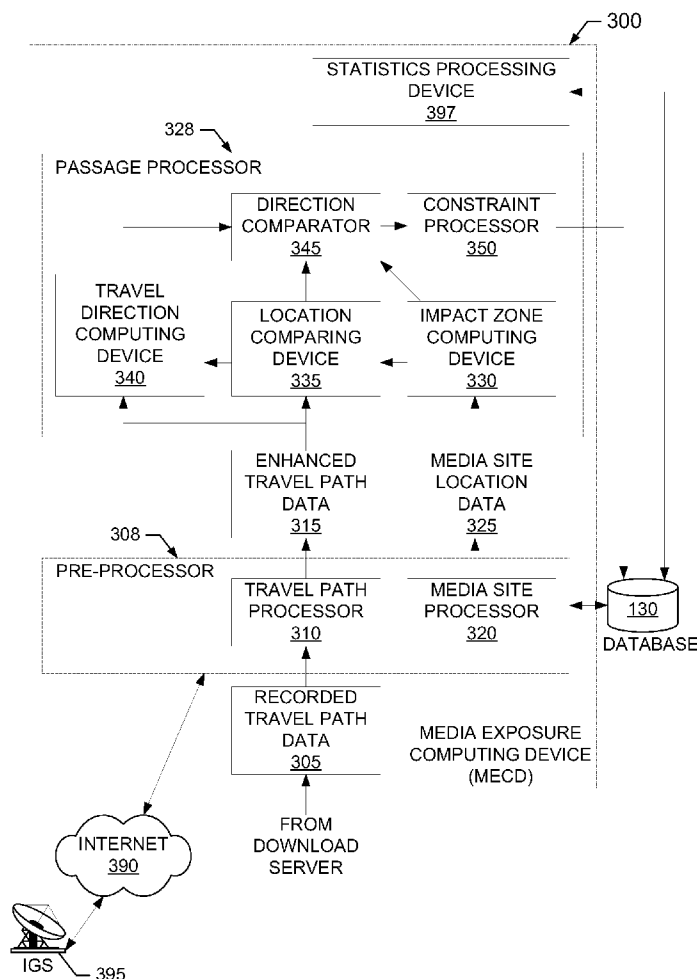 300
STATISTICS PROCESSING
DEVICE
397
328
PASSAGE PROCESSOR
DIRECTION
COMPARATOR
345
CONSTRAINT
PROCESSOR
350
TRAVEL
DIRECTION
COMPUTING
DEVICE
340
LOCATION
COMPARING
DEVICE
335
IMPACT ZONE
COMPUTING
DEVICE
330
ENHANCED
TRAVEL PATH
DATA
315
MEDIA SITE
LOCATION
DATA
325
308
PRE-PROCESSOR
TRAVEL PATH
PROCESSOR
310
MEDIA SITE
PROCESSOR
320
130
DATABASE
RECORDED
TRAVEL PATH
DATA
305
MEDIA EXPOSURE
COMPUTING DEVICE
(MECD)
FROM
DOWNLOAD
SERVER
INTERNET
390
IGS
395